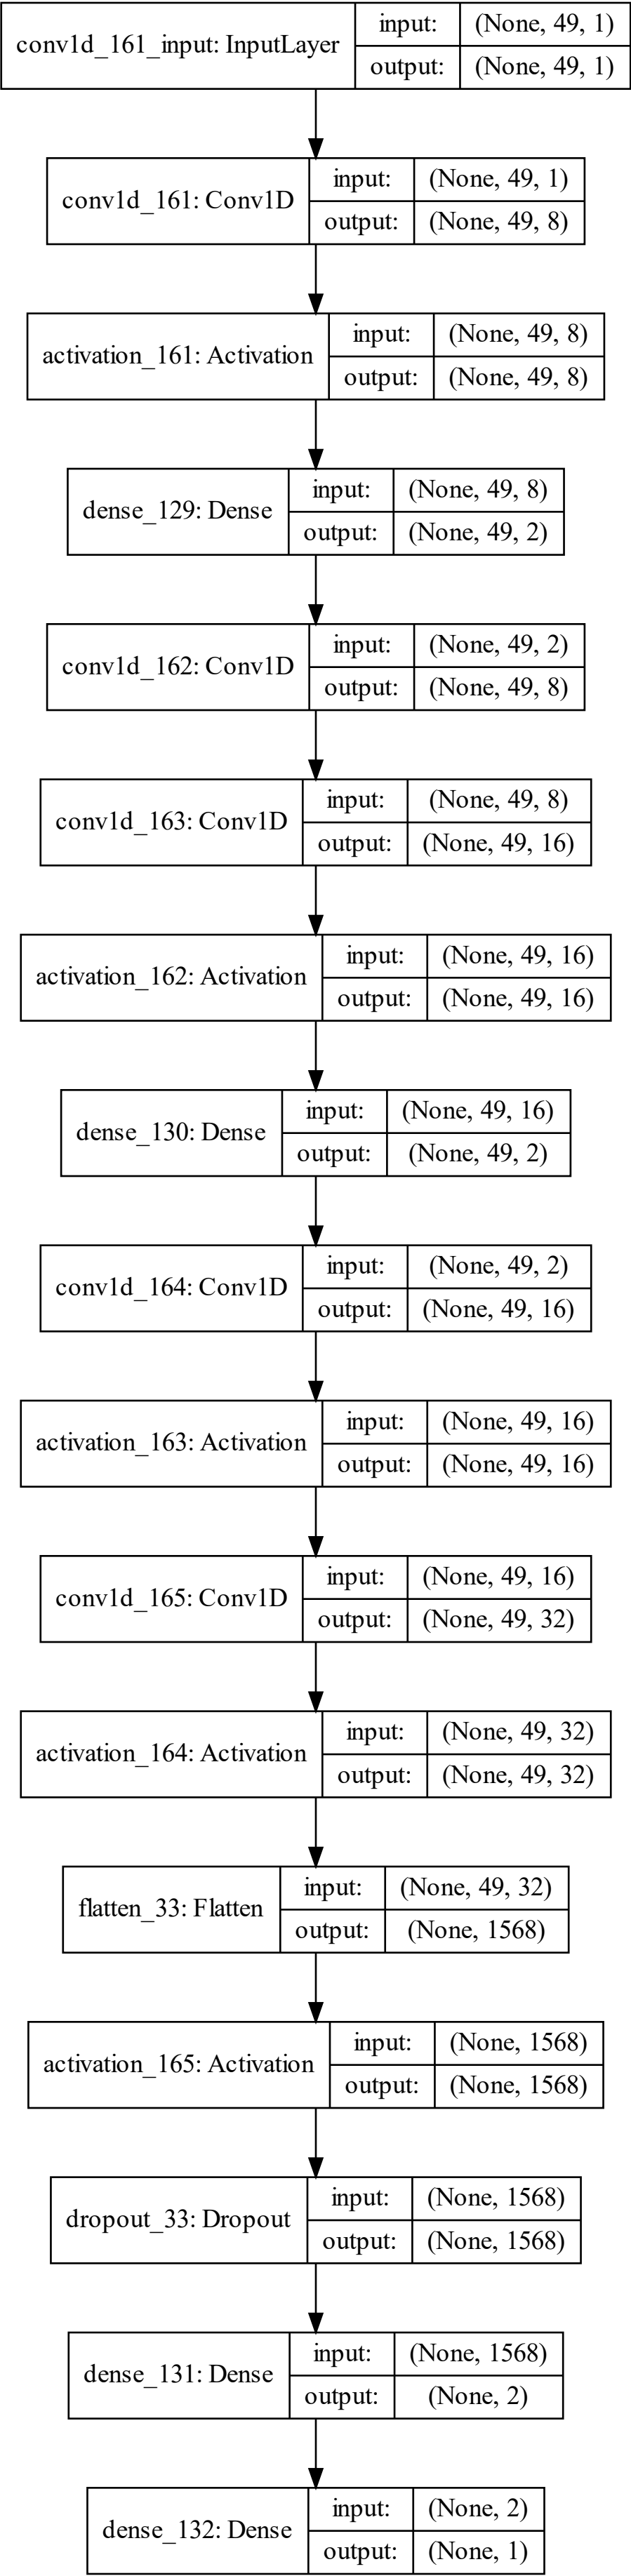 conv1d_161_input: InputLayer
input: (None, 49, 1)
output: (None, 49, 1)
conv1d_161: Conv1D
input: (None, 49, 1)
output: (None, 49, 8)
activation_161: Activation
input: (None, 49, 8)
output: (None, 49, 8)
dense_129: Dense
input: (None, 49, 8)
output: (None, 49, 2)
conv1d_162: Conv1D
input: (None, 49, 2)
output: (None, 49, 8)
conv1d_163: Conv1D
input: (None, 49, 8)
output: (None, 49, 16)
activation_162: Activation
input: (None, 49, 16)
output: (None, 49, 16)
dense_130: Dense
input: (None, 49, 16)
output: (None, 49, 2)
conv1d_164: Conv1D
input: (None, 49, 2)
output: (None, 49, 16)
activation_163: Activation
input: (None, 49, 16)
output: (None, 49, 16)
conv1d_165: Conv1D
input: (None, 49, 16)
output: (None, 49, 32)
activation_164: Activation
input: (None, 49, 32)
output: (None, 49, 32)
flatten_33: Flatten
input: (None, 49, 32)
output: (None, 1568)
activation_165: Activation
input: (None, 1568)
output: (None, 1568)
dropout_33: Dropout
input: (None, 1568)
output: (None, 1568)
dense_131: Dense
input: (None, 1568)
output: (None, 2)
dense_132: Dense
input: (None, 2)
output: (None, 1)